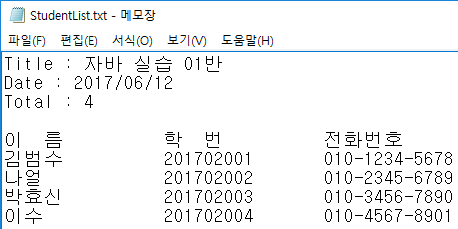 StudentList.txt - 메모장
파일(F) 편집(E) 서식(O) 보기(V) 도움말(H)
Title : 자바 실습 01반
Date : 2017/06/12
Total : 4
이 름 학 번 전화번호
김범수 201702001 010-1234-5678
나얼 201702002 010-2345-6789
박효신 201702003 010-3456-7890
이수 201702004 010-4567-8901